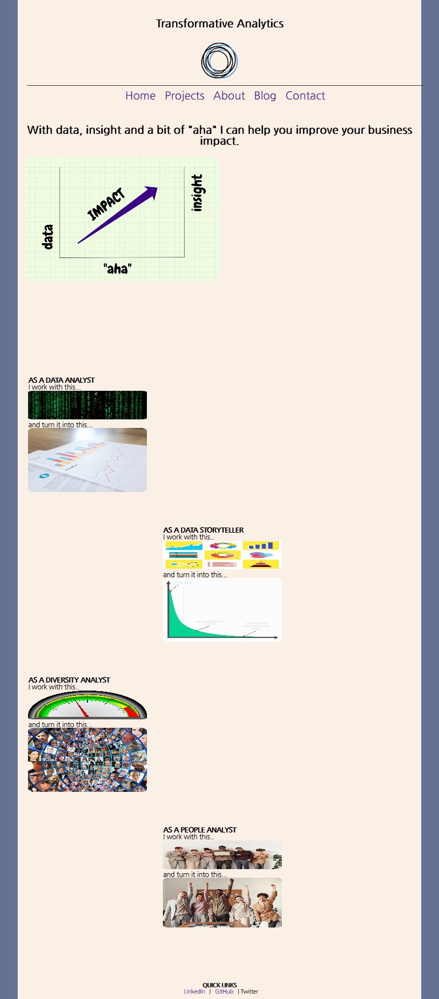 Transformative Analytics
Home Projects About Blog Contact
With data, insight and a bit of "aha" I can help you improve your business
impact.
IMPACT
insight
data
"aha"
AS A DATA ANALYST
I work with this...
and turn it into this...
AS A DATA STORYTELLER
I work with this..
and turn it into this...
AS A DIVERSITY ANALYST
I work with this..
and turn it into this...
AS A PEOPLE ANALYST
I work with this..
and turn it into this...
QUICK LINKS
LinkedIn | GitHub | Twitter